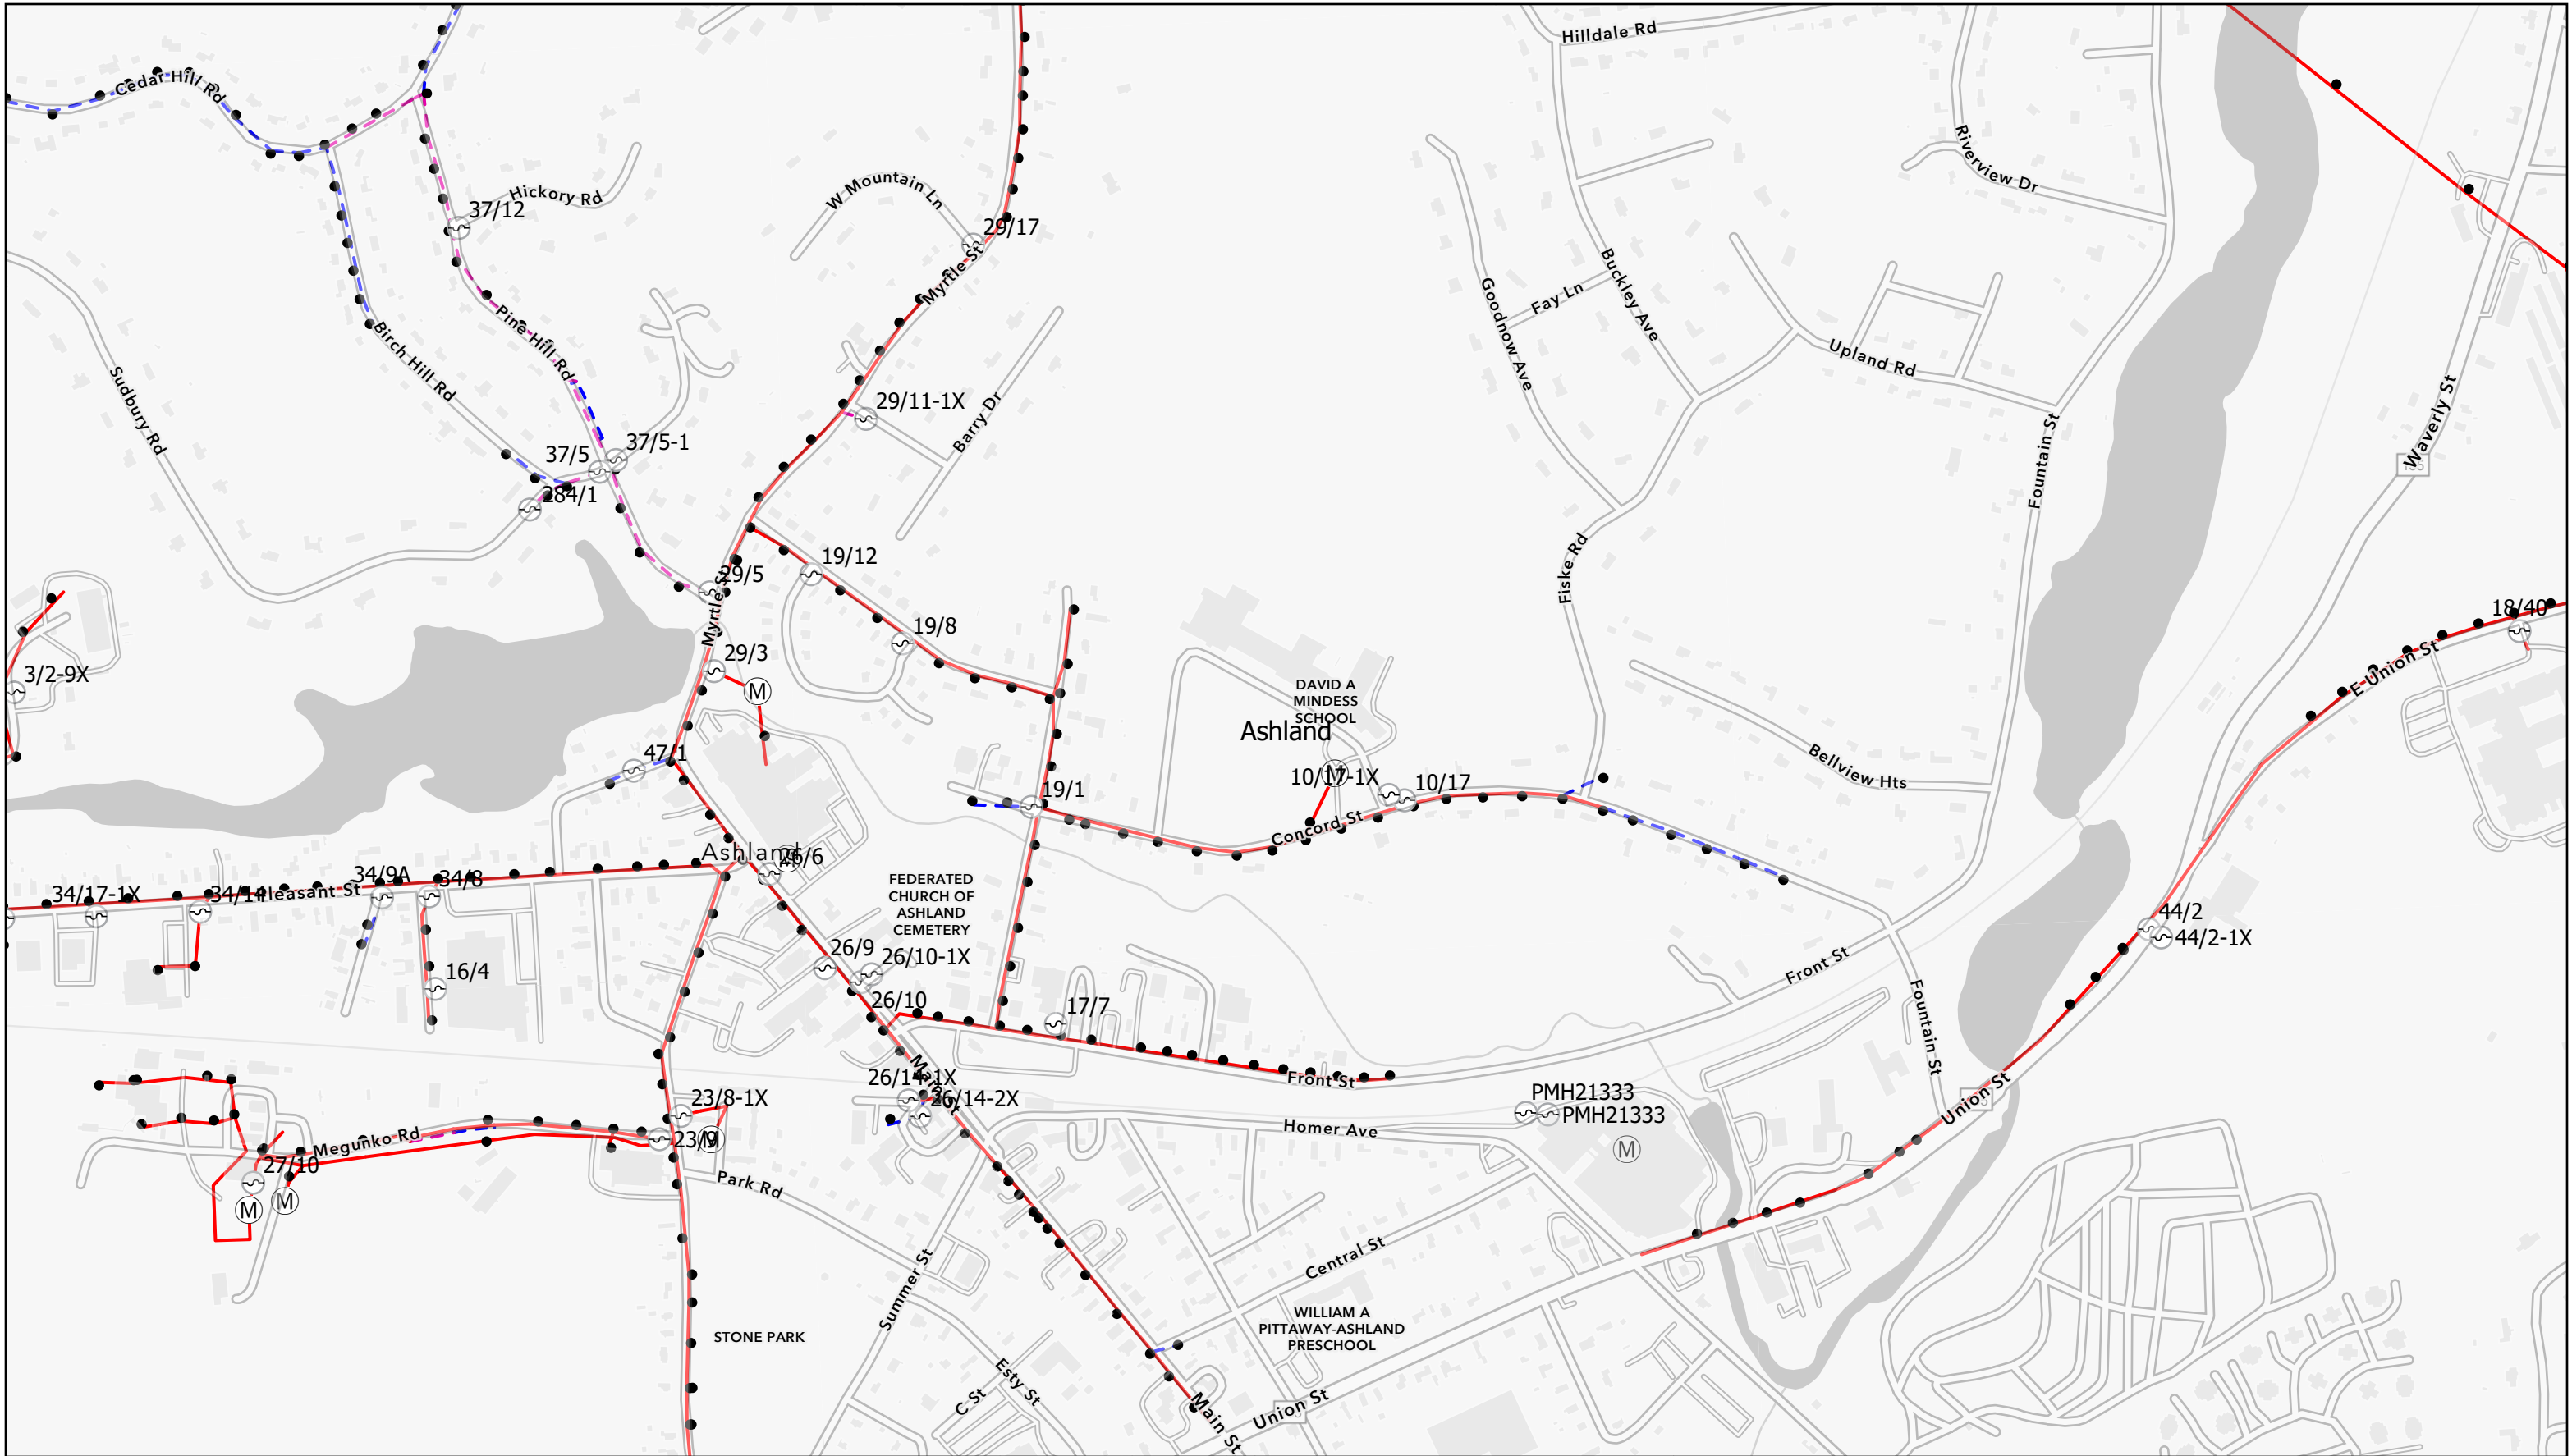 Hilldale Rd
Cedar Hill Rd
Riverview Dr
Hickory Rd
W Mountain Ln
37/12
29/17
Myrtle St
Buckley Ave
Fay Ln
Goodnow Ave
Pine Hill Rd
Birch Hill Rd
Upland Rd
Sudbury Rd
29/11-1X
Barry Dr
Waverly St
Fountain St
37/5-1
37/5
284/1
Fiske Rd
19/12
29/5
Myrtle St
19/8
18/40
29/3
3/2-9X
E Union St
M
DAVID A
MINDESS
SCHOOL
Ashland
47/1
Bellview Hts
10/17-1X
M
10/17
19/1
Concord St
Ashland
26/6
34/9A
34/8
34/17-1X
Pleasant St
FEDERATED
CHURCH OF
ASHLAND
CEMETERY
44/2
44/2-1X
26/9
26/10-1X
16/4
Front St
26/10
17/7
Fountain St
Main St
26/14-1X
26/14-2X
Front St
23/8-1X
PMH21333
PMH21333
Union St
Homer Ave
Megunko Rd
23/9
M
M
27/10
M
M
Park Rd
Central St
Summer St
STONE PARK
WILLIAM A
PITTAWAY-ASHLAND
PRESCHOOL
Esty St
C St
Union St
Main St